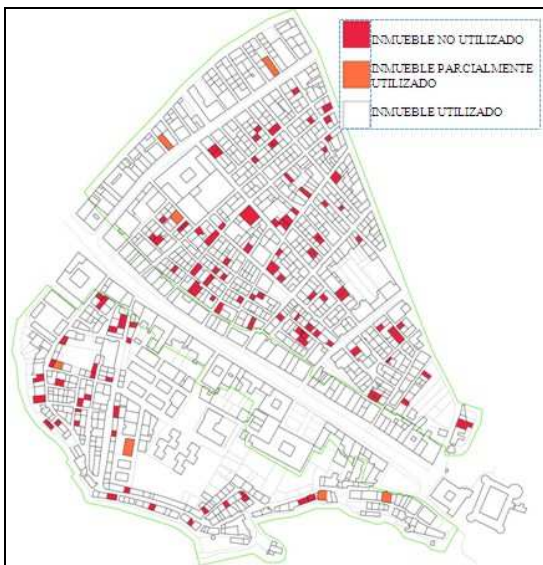 INMUEBLE NO UTILIZADO
INMUEBLE PARCIALMENTE
UTILIZADO
INMUEBLE UTILIZADO